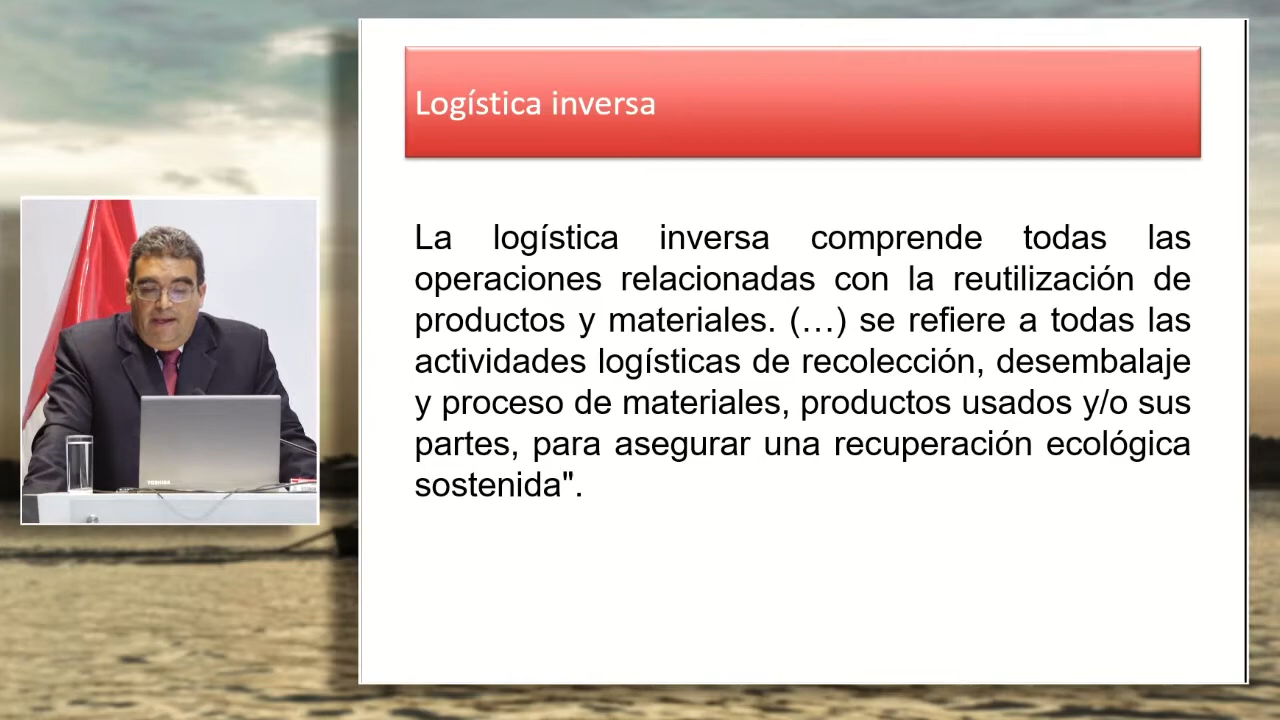 Logística inversa
La logística inversa comprende todas las
operaciones relacionadas con la reutilización de
productos y materiales. (…) se refiere a todas las
actividades logísticas de recolección, desembalaje
y proceso de materiales, productos usados y/o sus
partes, para asegurar una recuperación ecológica
sostenida".
TOSHIBA